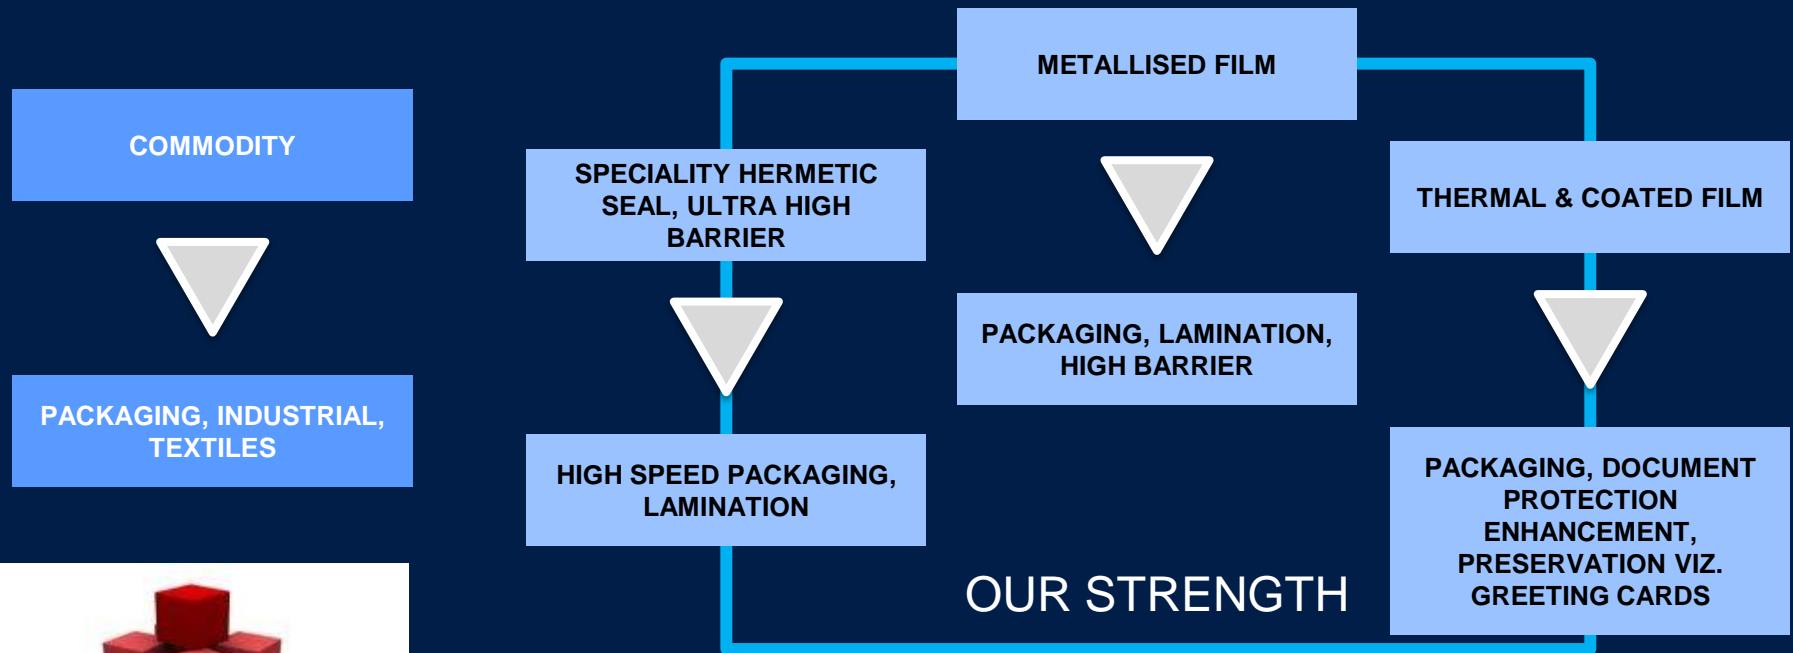 COMMODITY
PACKAGING, INDUSTRIAL,
TEXTILES
SPECIALITY HERMETIC
SEAL, ULTRA HIGH
BARRIER
HIGH SPEED PACKAGING,
LAMINATION
METALLISED FILM
PACKAGING, LAMINATION,
HIGH BARRIER
THERMAL & COATED FILM
PACKAGING, DOCUMENT
PROTECTION
ENHANCEMENT,
PRESERVATION VIZ.
GREETING CARDS
OUR STRENGTH